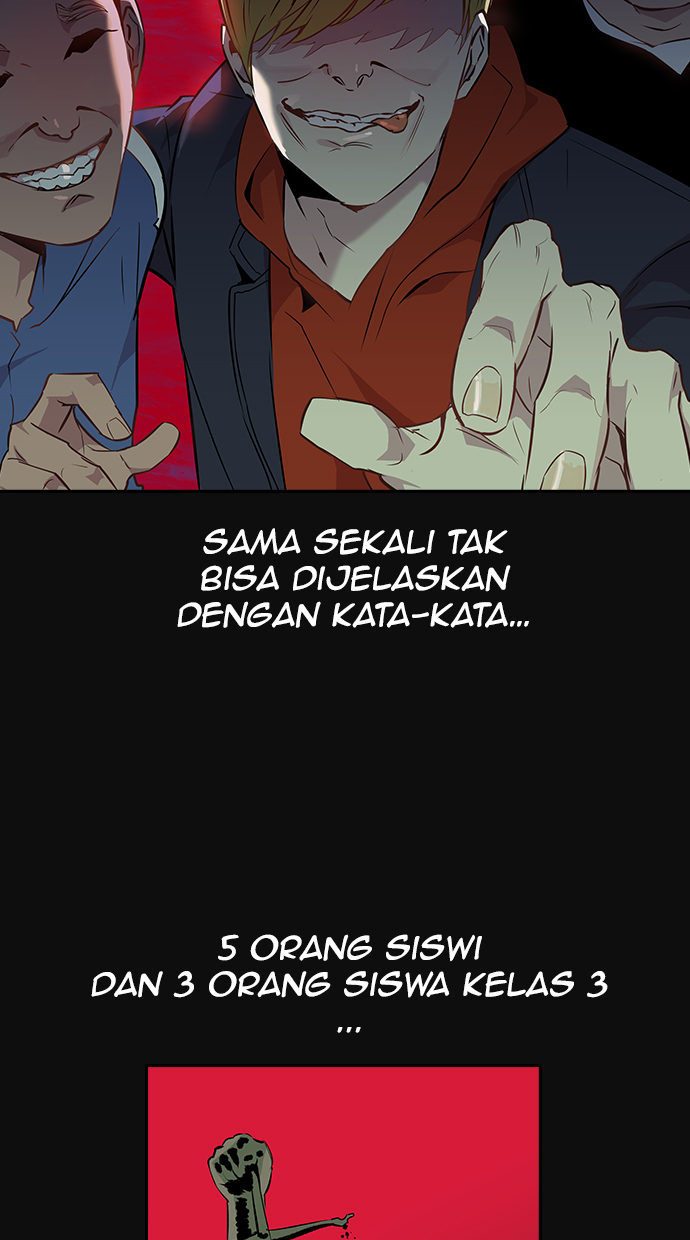 SAMA SEKALI TAK
BISA DIJELASKAN
DENGAN KATA-KATA...
5 ORANG SISWI
DAN 3 ORANG SISWA KELAS 3
...